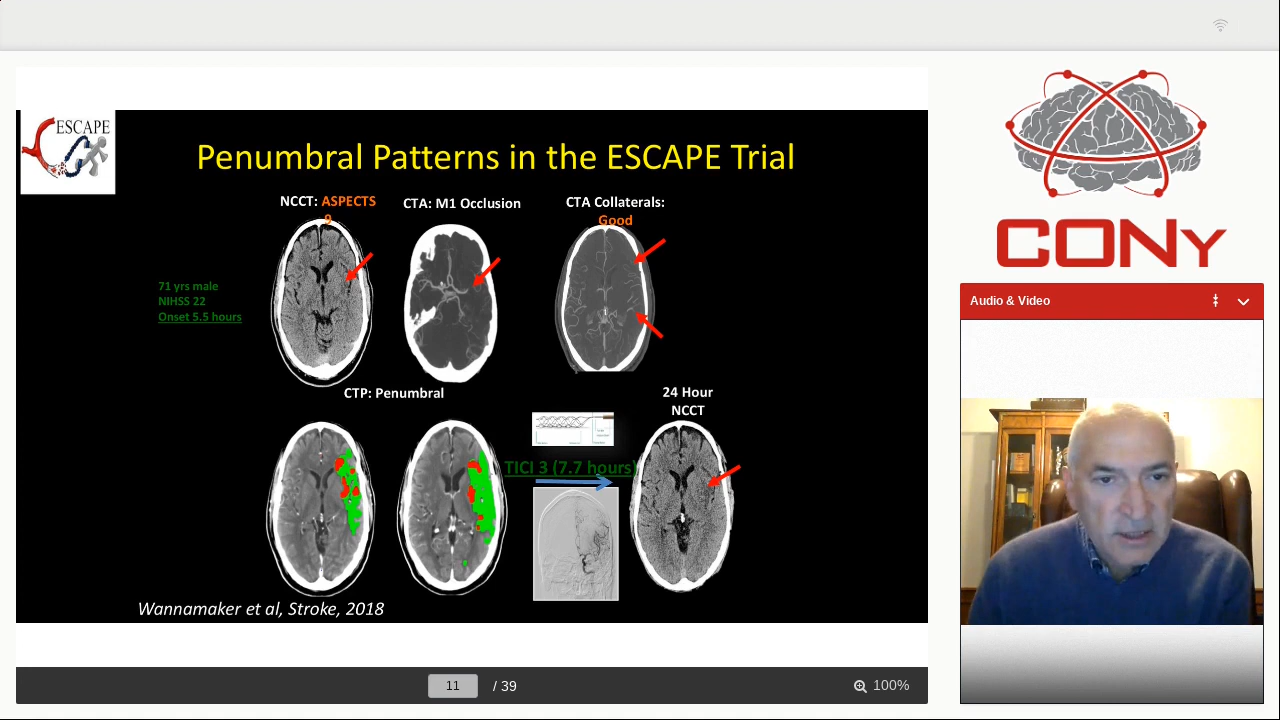 ESCAPE
Penumbral Patterns in the ESCAPE Trial
NCCT: ASPECTS
9
CTA: M1 Occlusion
CTA Collaterals:
Good
71 yrs male
NIHSS 22
Onset 5.5 hours
CTP: Penumbral
24 Hour
NCCT
TICI 3 (7.7 hours)
Wannamaker et al, Stroke, 2018
11 / 39
100%
CONy
Audio & Video